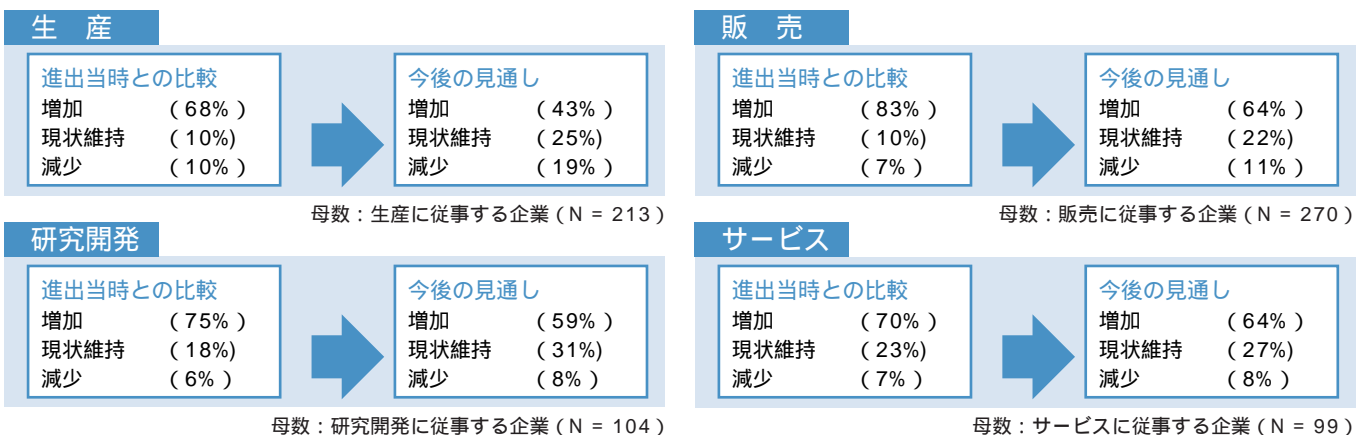 生 産
進出当時との比較
増加 （68%）
現状維持 （10%)
減少 （10%）
今後の見通し
増加 （43%）
現状維持 （25%)
減少 （19%）
母数：生産に従事する企業（N = 213）
販 売
進出当時との比較
増加 （83%）
現状維持 （10%)
減少 （7%）
今後の見通し
増加 （64%）
現状維持 （22%)
減少 （11%）
母数：販売に従事する企業（N = 270）
研究開発
進出当時との比較
増加 （75%）
現状維持 （18%)
減少 （6%）
今後の見通し
増加 （59%）
現状維持 （31%)
減少 （8%）
母数：研究開発に従事する企業（N = 104）
サービス
進出当時との比較
増加 （70%）
現状維持 （23%)
減少 （7%）
今後の見通し
増加 （64%）
現状維持 （27%)
減少 （8%）
母数：サービスに従事する企業（N = 99）